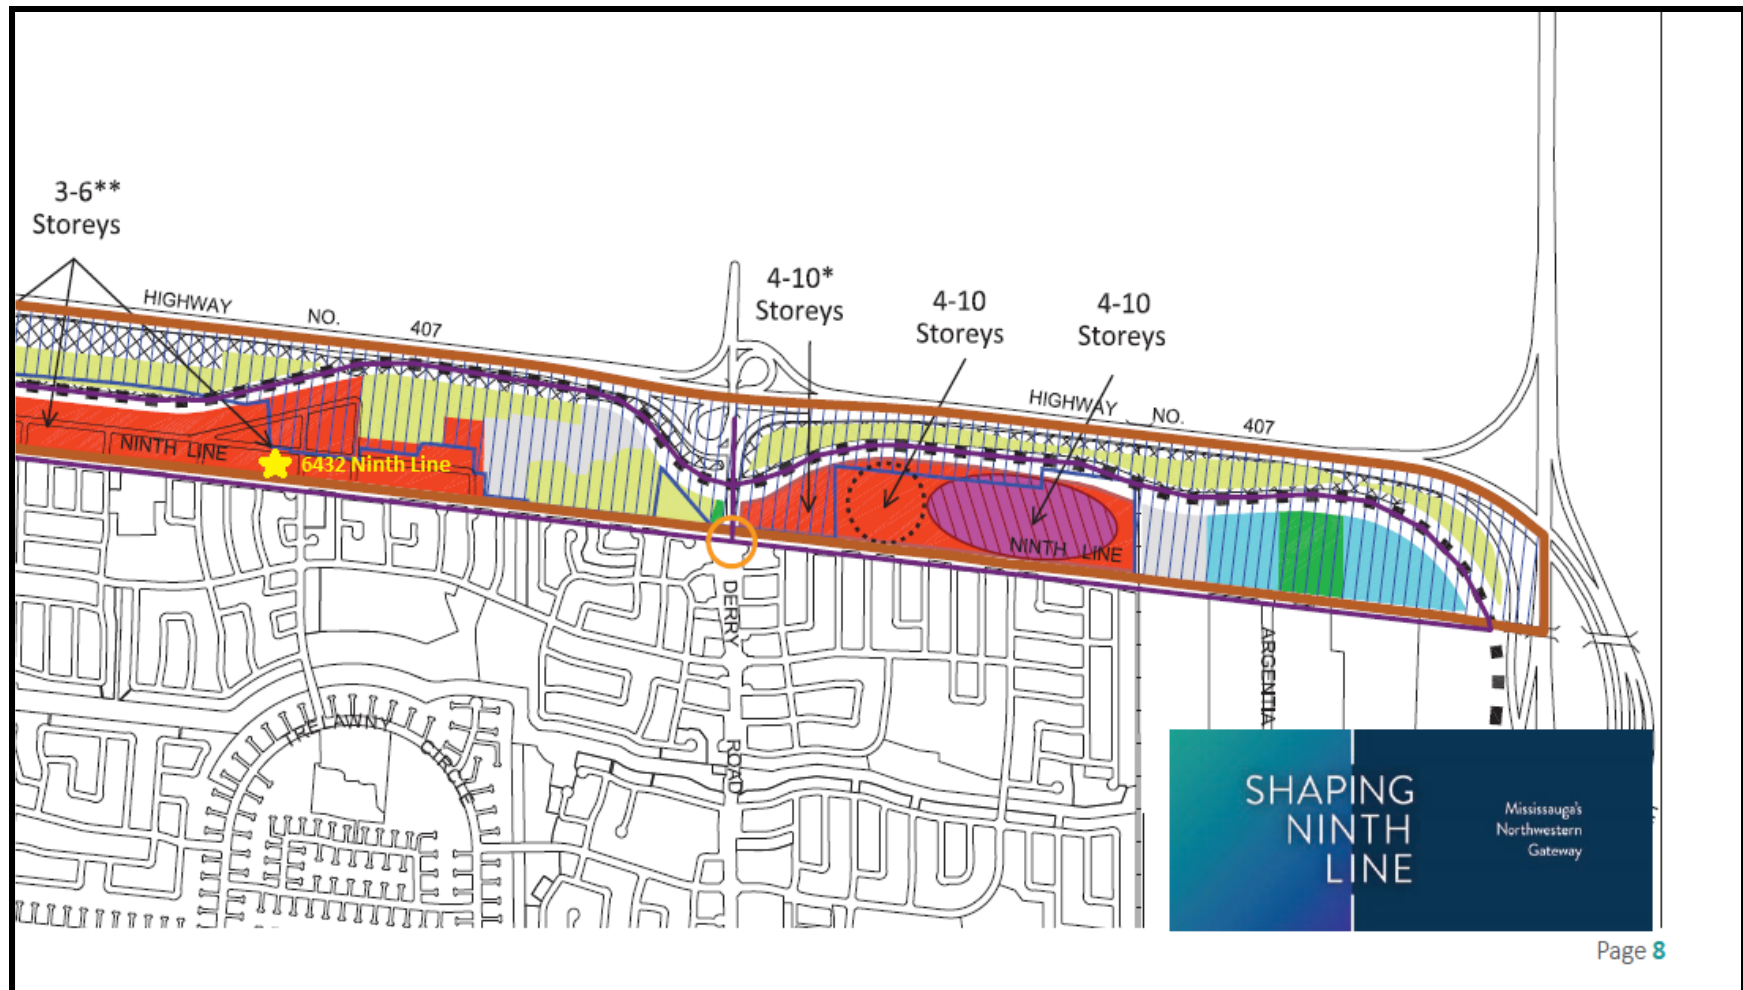 3-6**
Storeys
HIGHWAY NO. 407
4-10*
Storeys
4-10
Storeys
4-10
Storeys
HIGHWAY NO. 407
NINTH LINE
6432 Ninth Line
NINTH LINE
DERRY
ROAD
ARGENTIA
TRELAWNY
CIRCLE
SHAPING
NINTH
LINE
Mississauga's
Northwestern
Gateway
Page 8